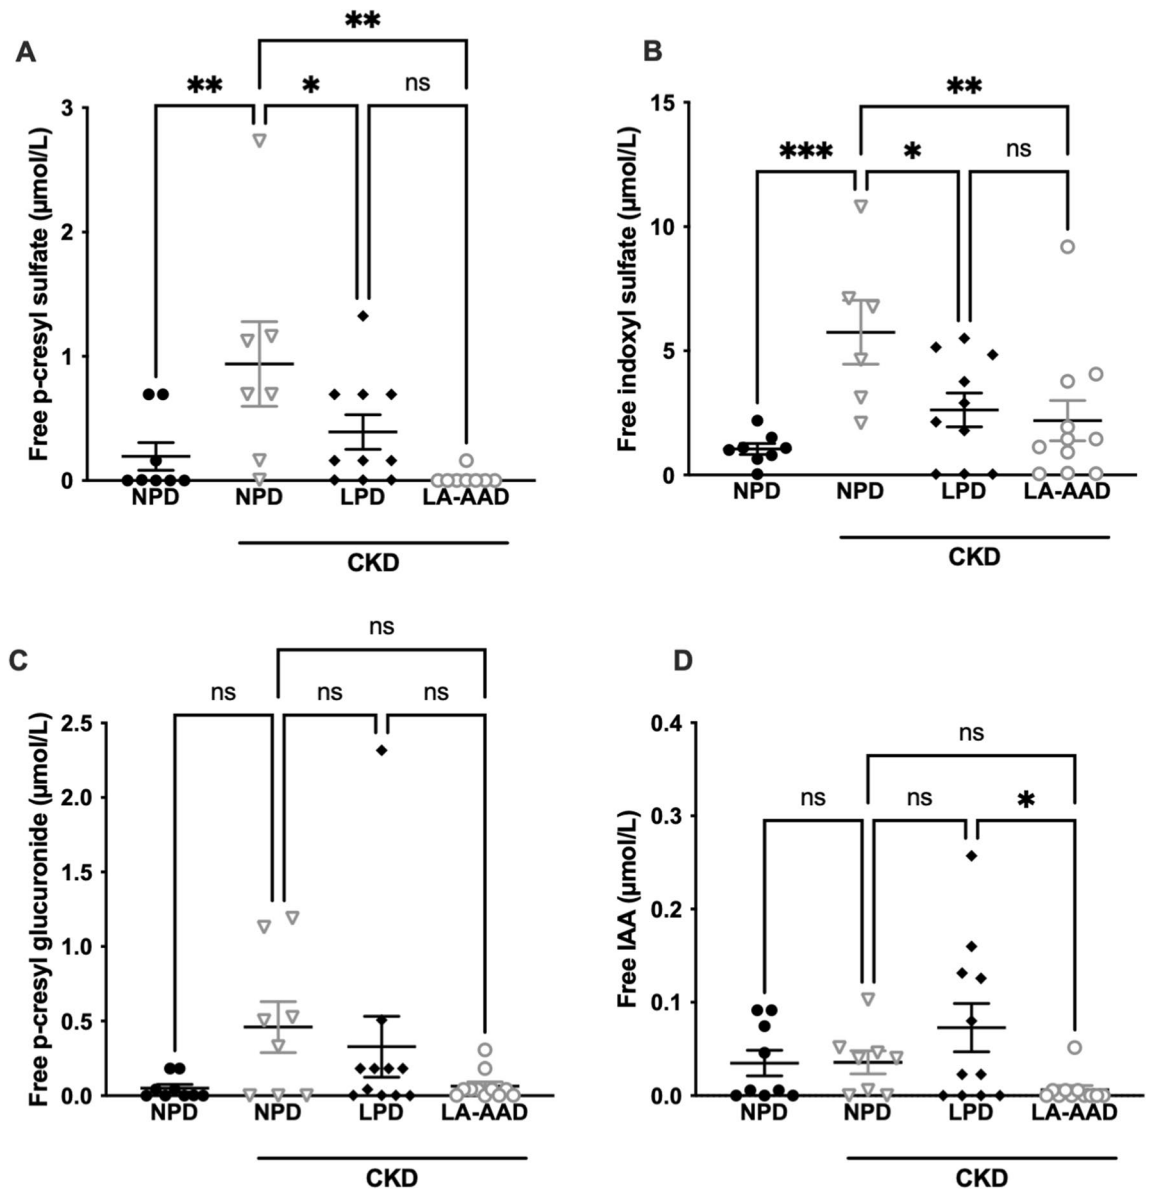 A
**
** * ns
Free p-cresyl sulfate (µmol/L)
3
2
1
0
NPD NPD LPD LA-AAD
CKD
B
**
*** * ns
Free indoxyl sulfate (µmol/L)
15
10
5
0
NPD NPD LPD LA-AAD
CKD
C
ns
ns ns ns
Free p-cresyl glucuronide (µmol/L)
2.5
2.0
1.5
1.0
0.5
0.0
NPD NPD LPD LA-AAD
CKD
D
ns
ns ns *
Free IAA (µmol/L)
0.4
0.3
0.2
0.1
0.0
NPD NPD LPD LA-AAD
CKD